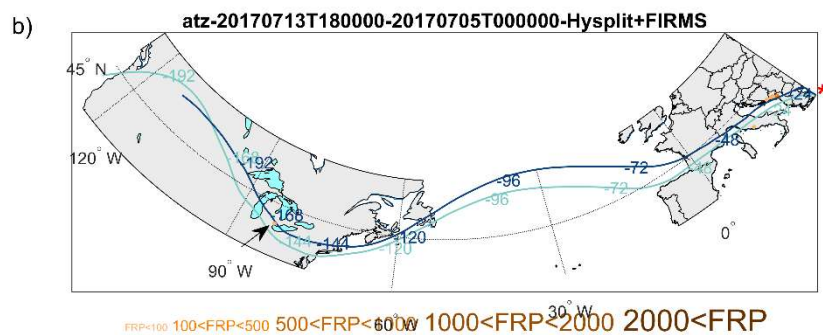 b)
atz-20170713T180000-20170705T000000-Hysplit+FIRMS
45° N
-192
-24
*
120° W
-192
-48
-48
-96
-72
-96
-72
-168
-144
-144
-120
-120
0°
90° W
30° W
60° W
FRP<100 100<FRP<500 500<FRP<1000 1000<FRP<2000 2000<FRP